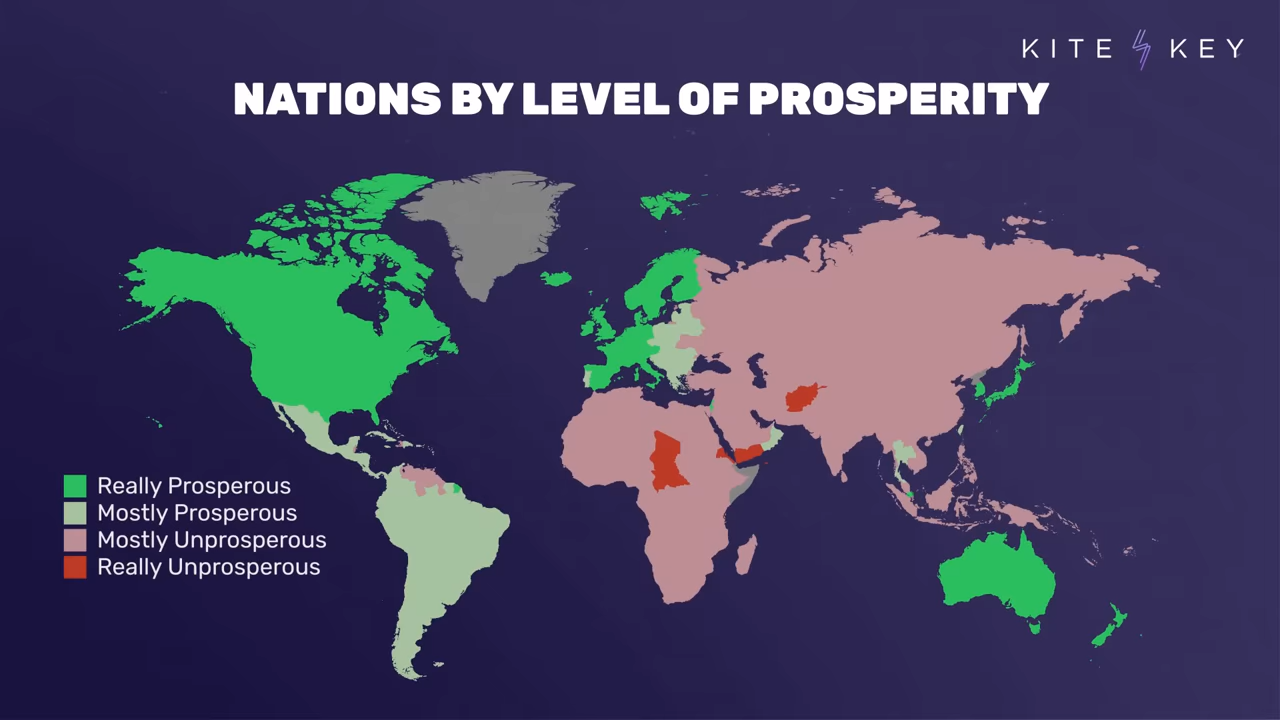 KITE KEY
NATIONS BY LEVEL OF PROSPERITY
Really Prosperous
Mostly Prosperous
Mostly Unprosperous
Really Unprosperous